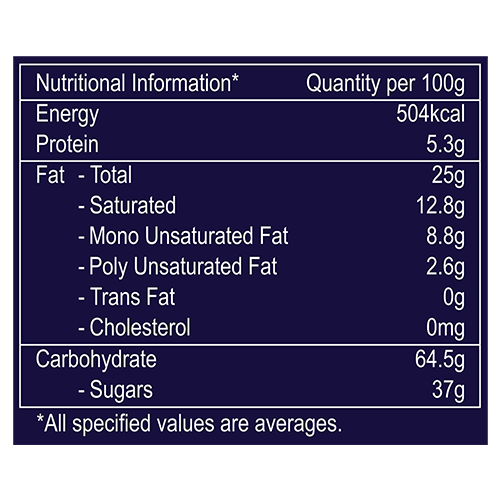 Nutritional Information* Quantity per 100g
Energy 504kcal
Protein 5.3g
Fat - Total 25g
- Saturated 12.8g
- Mono Unsaturated Fat 8.8g
- Poly Unsaturated Fat 2.6g
- Trans Fat 0g
- Cholesterol 0mg
Carbohydrate 64.5g
- Sugars 37g
*All specified values are averages.